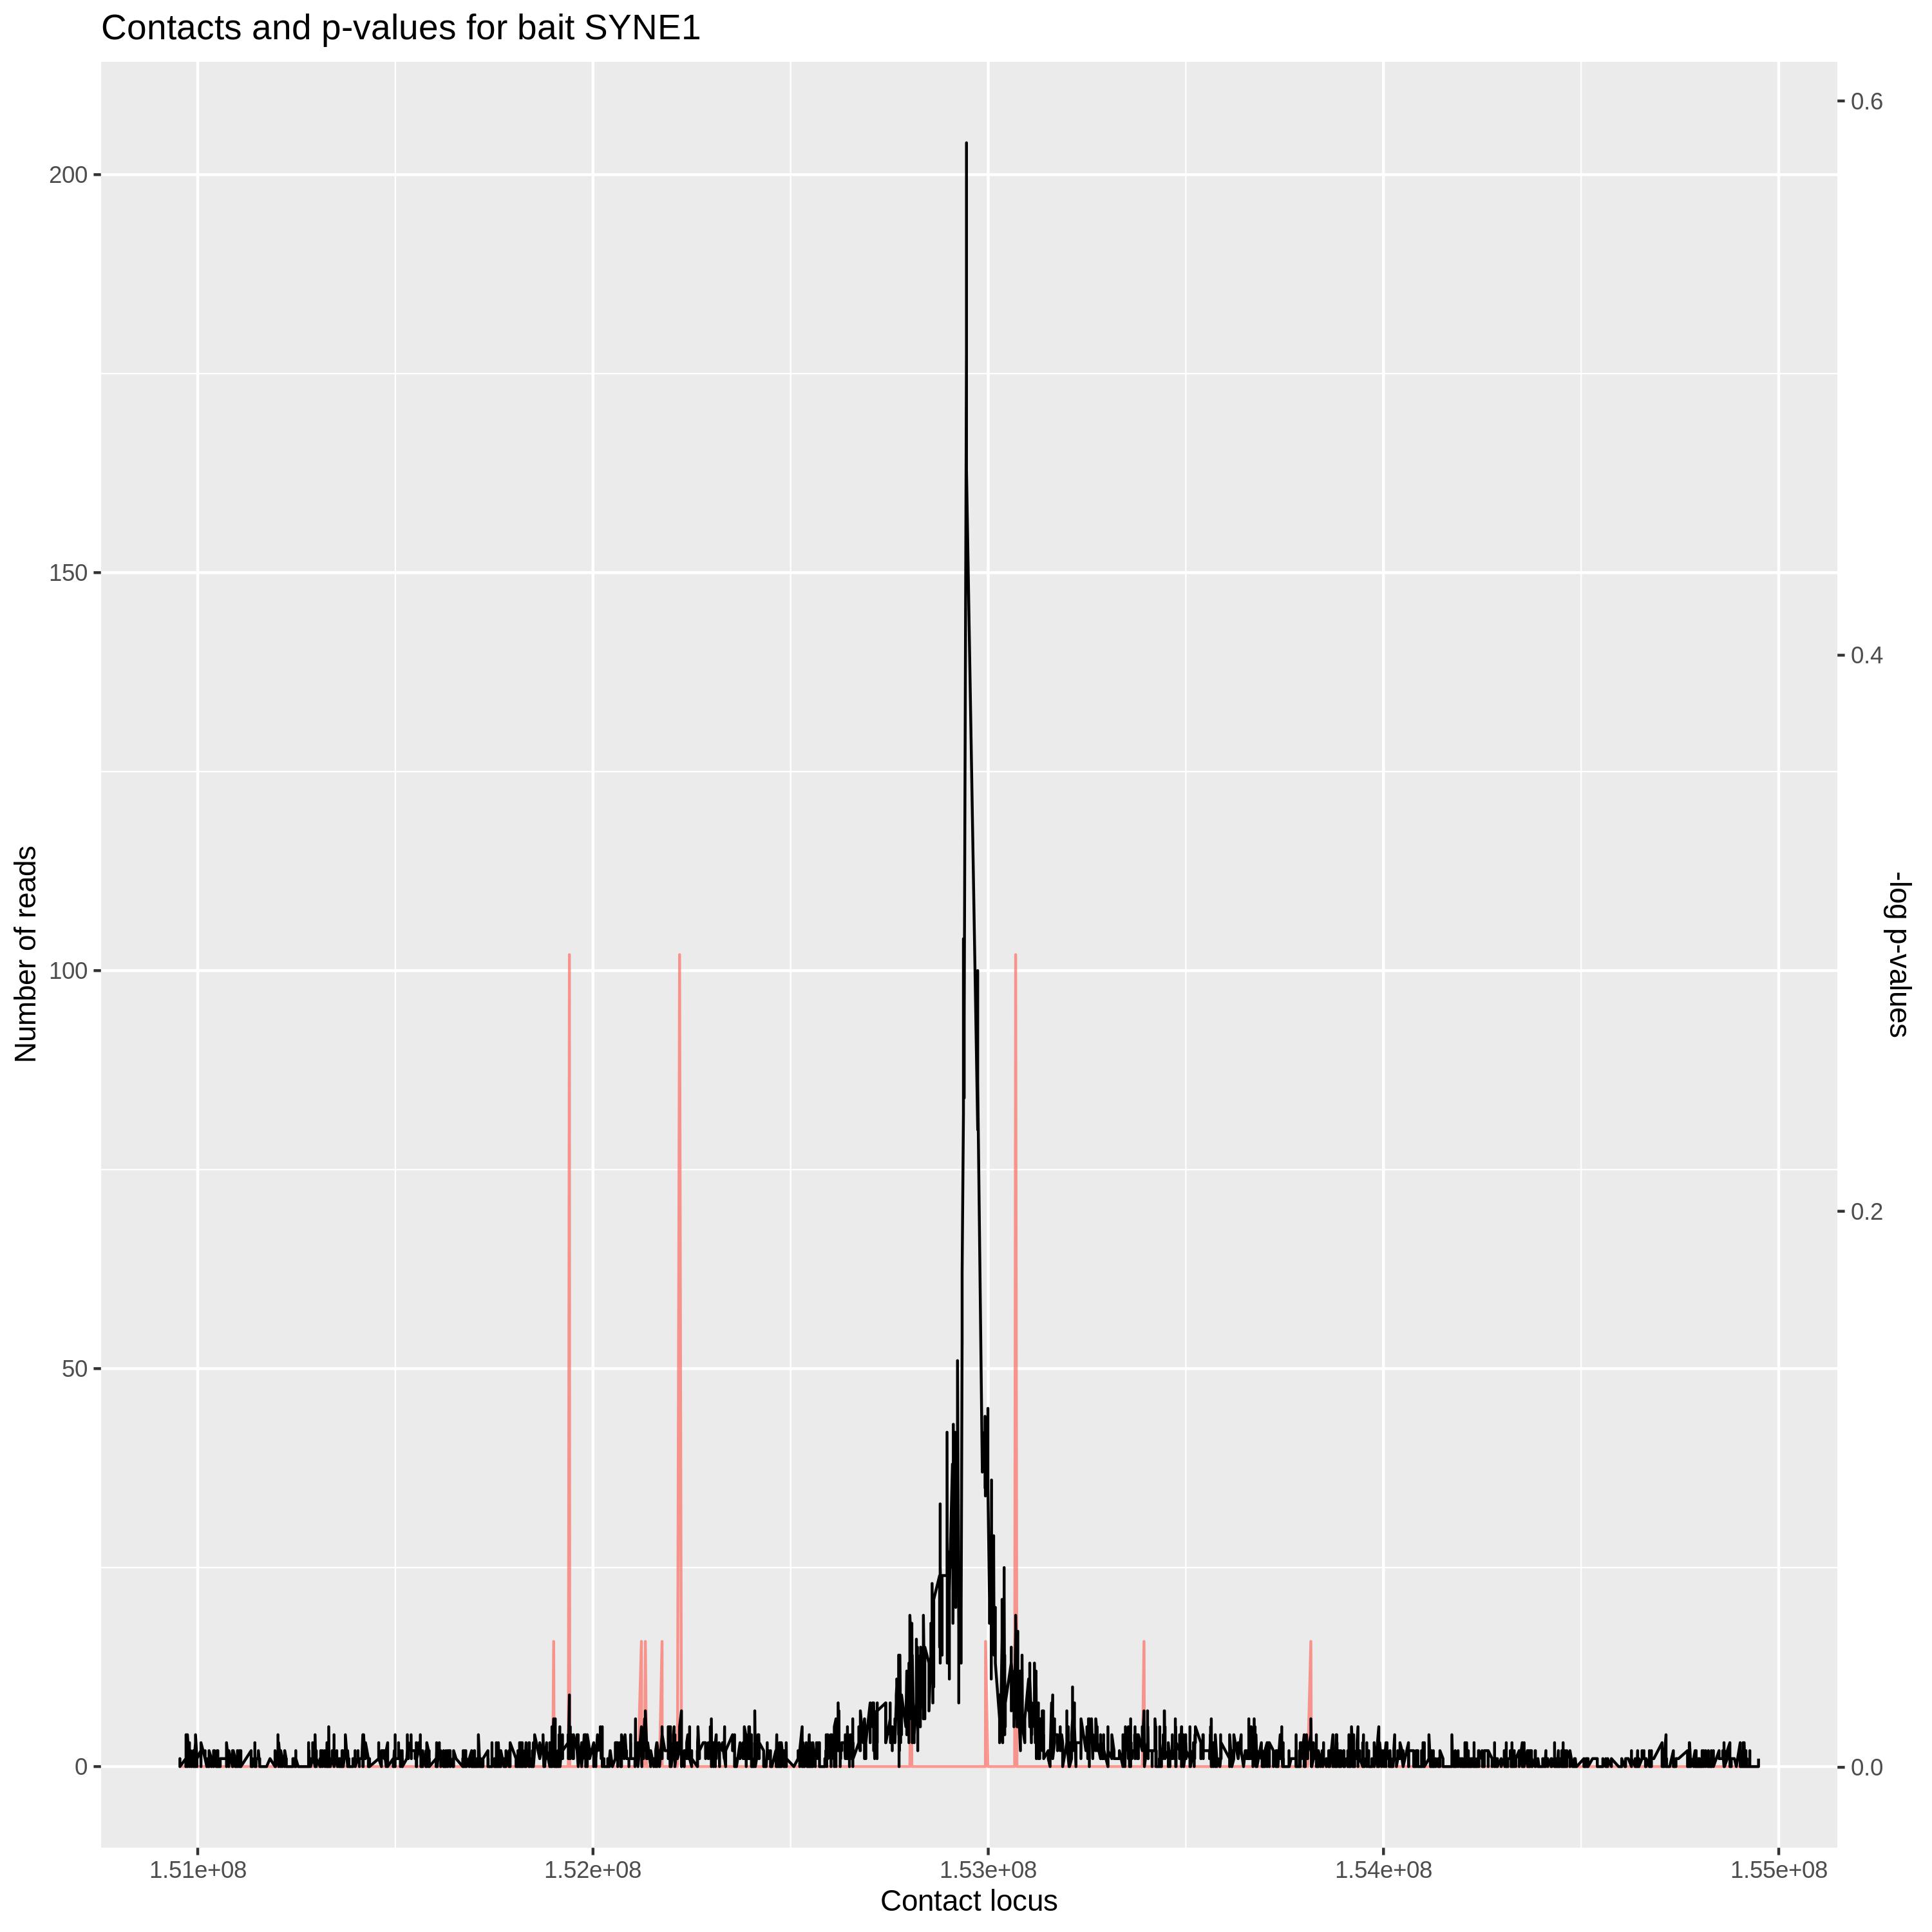 Contacts and p-values for bait SYNE1
0.6
200
150
0.4
Number of reads
-log p-values
100
0.2
50
0
0.0
1.51e+08 1.52e+08 1.53e+08 1.54e+08 1.55e+08
Contact locus